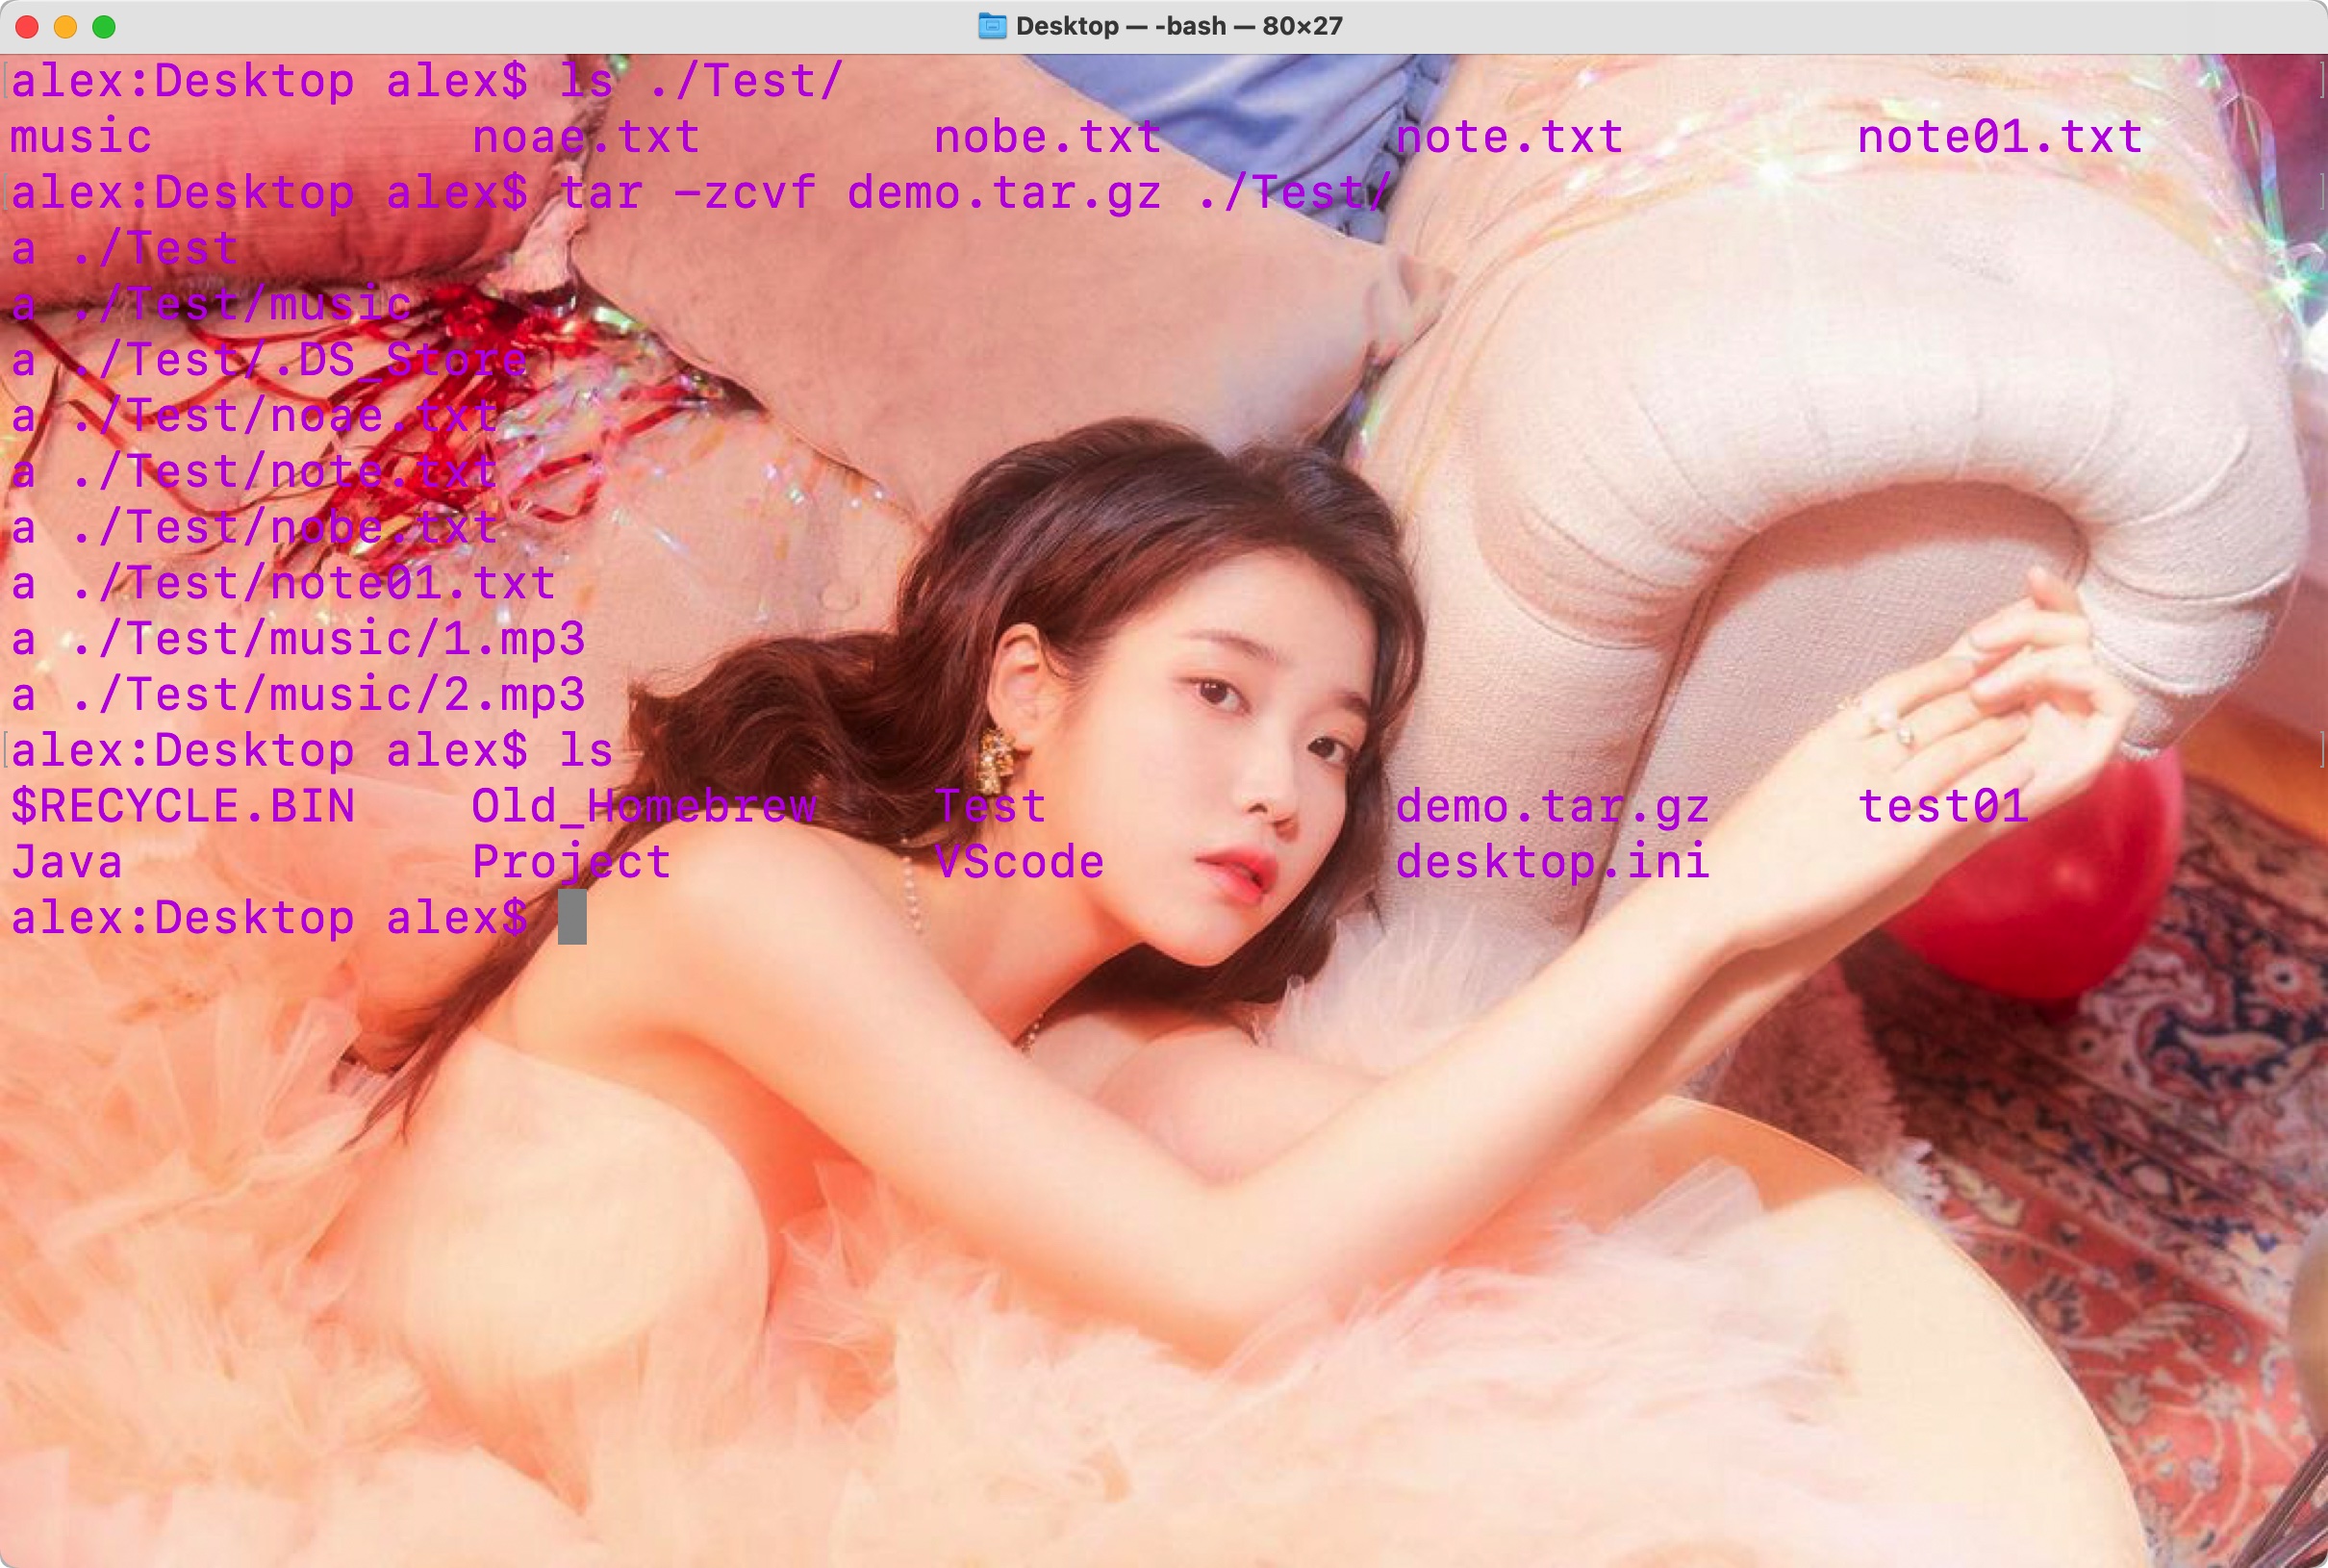 Desktop — -bash — 80×27
alex:Desktop alex$ ls ./Test/
music noae.txt nobe.txt note.txt note01.txt
alex:Desktop alex$ tar -zcvf demo.tar.gz ./Test/
a ./Test
a ./Test/music
a ./Test/.DS_Store
a ./Test/noae.txt
a ./Test/note.txt
a ./Test/nobe.txt
a ./Test/note01.txt
a ./Test/music/1.mp3
a ./Test/music/2.mp3
alex:Desktop alex$ ls
$RECYCLE.BIN Old_Homebrew Test demo.tar.gz test01
Java Project VScode desktop.ini
alex:Desktop alex$